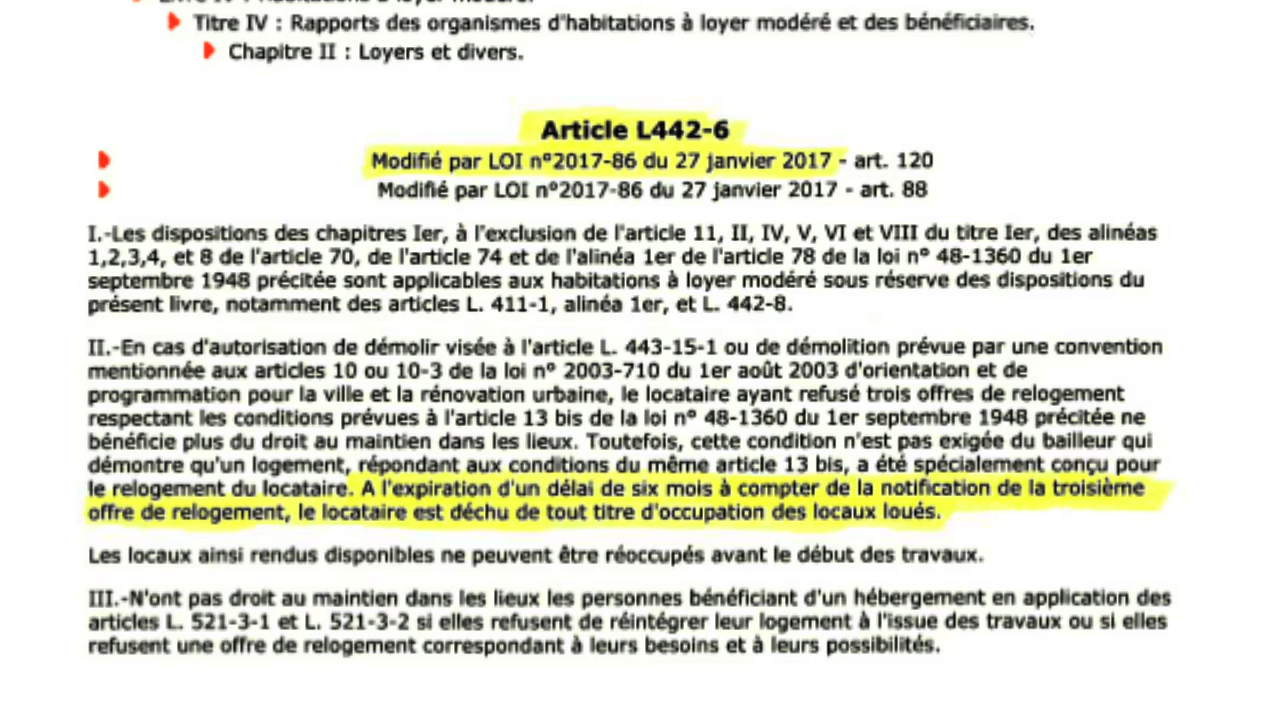 Titre IV : Rapports des organismes d'habitations à loyer modéré et des bénéficiaires.
Chapitre II : Loyers et divers.
Article L442-6
Modifié par LOI n°2017-86 du 27 janvier 2017 - art. 120
Modifié par LOI n°2017-86 du 27 janvier 2017 - art. 88
I.-Les dispositions des chapitres Ier, à l'exclusion de l'article 11, II, IV, V, VI et VIII du titre Ier, des alinéas
1,2,3,4, et 8 de l'article 70, de l'article 74 et de l'alinéa 1er de l'article 78 de la loi n° 48-1360 du 1er
septembre 1948 précitée sont applicables aux habitations à loyer modéré sous réserve des dispositions du
présent livre, notamment des articles L. 411-1, alinéa 1er, et L. 442-8.
II.-En cas d'autorisation de démolir visée à l'article L. 443-15-1 ou de démolition prévue par une convention
mentionnée aux articles 10 ou 10-3 de la loi n° 2003-710 du 1er août 2003 d'orientation et de
programmation pour la ville et la rénovation urbaine, le locataire ayant refusé trois offres de relogement
respectant les conditions prévues à l'article 13 bis de la loi n° 48-1360 du 1er septembre 1948 précitée ne
bénéficie plus du droit au maintien dans les lieux. Toutefois, cette condition n'est pas exigée du bailleur qui
démontre qu'un logement, répondant aux conditions du même article 13 bis, a été spécialement conçu pour
le relogement du locataire. A l'expiration d'un délai de six mois à compter de la notification de la troisième
offre de relogement, le locataire est déchu de tout titre d'occupation des locaux loués.
Les locaux ainsi rendus disponibles ne peuvent être réoccupés avant le début des travaux.
III.-N'ont pas droit au maintien dans les lieux les personnes bénéficiant d'un hébergement en application des
articles L. 521-3-1 et L. 521-3-2 si elles refusent de réintégrer leur logement à l'issue des travaux ou si elles
refusent une offre de relogement correspondant à leurs besoins et à leurs possibilités.